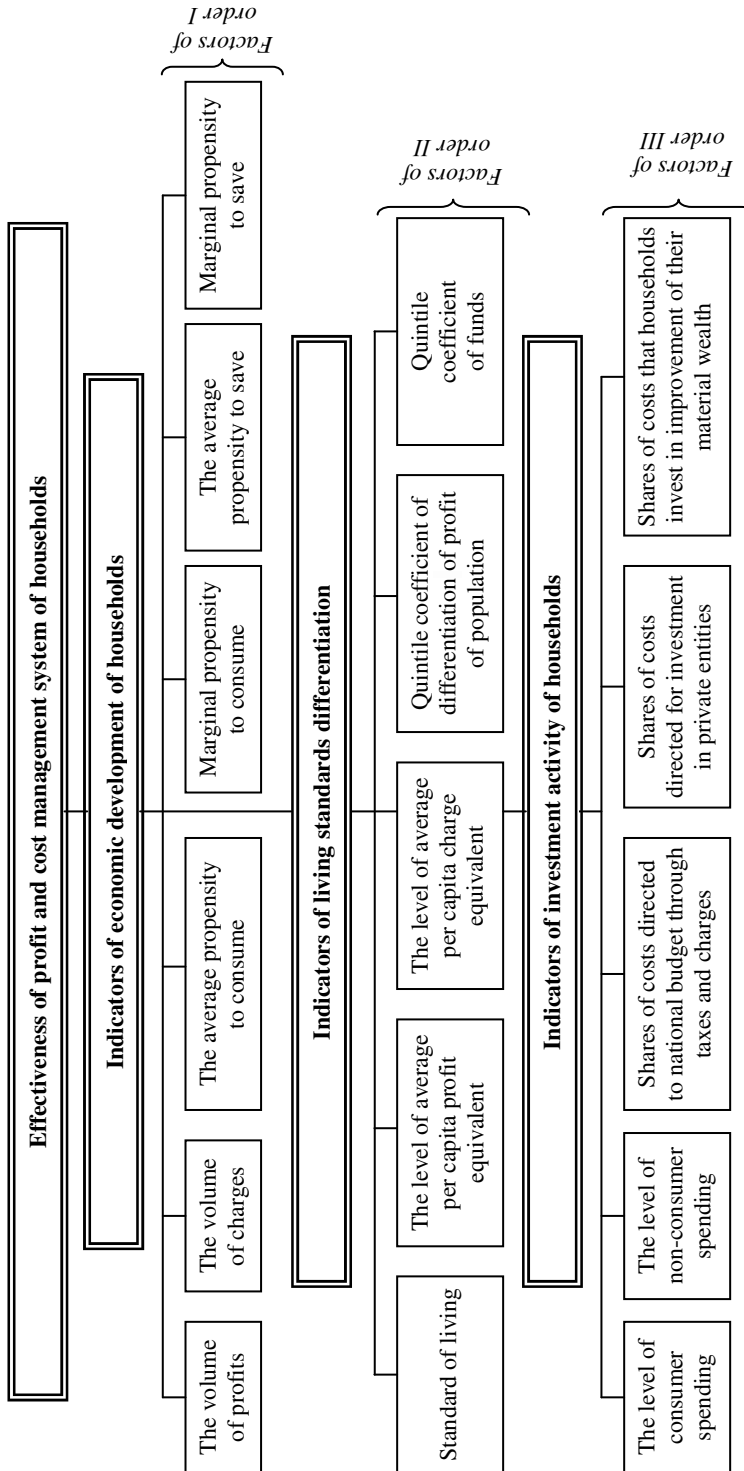 Effectiveness of profit and cost management system of households
Indicators of economic development of households
The volume
of profits
The volume
of charges
The average propensity
to consume
Marginal propensity
to consume
The average
propensity to save
Marginal propensity
to save
Factors of
order I
Indicators of living standards differentiation
Standard of living
The level of average
per capita profit
equivalent
The level of average
per capita charge
equivalent
Quintile coefficient of
differentiation of profit
of population
Quintile
coefficient
of funds
Factors of
order II
Indicators of investment activity of households
The level of
consumer
spending
The level of
non-consumer
spending
Shares of costs directed
to national budget through
taxes and charges
Shares of costs
directed for investment
in private entities
Shares of costs that households
invest in improvement of their
material wealth
Factors of
order III